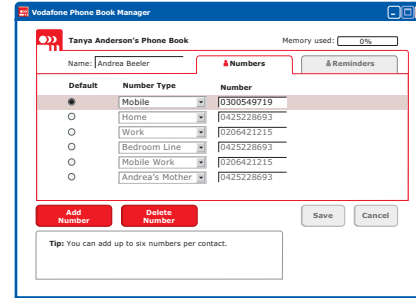 Vodafone Phone Book Manager
Tanya Anderson's Phone Book Memory used: 0%
Name: Andrea Beeler Numbers Reminders
Default Number Type Number
Mobile 0300549719
Home 0425228693
Work 0206421215
Bedroom Line 0425228693
Mobile Work 0206421215
Andrea's Mother 0425228693
Add Number Delete Number Save Cancel
Tip: You can add up to six numbers per contact.